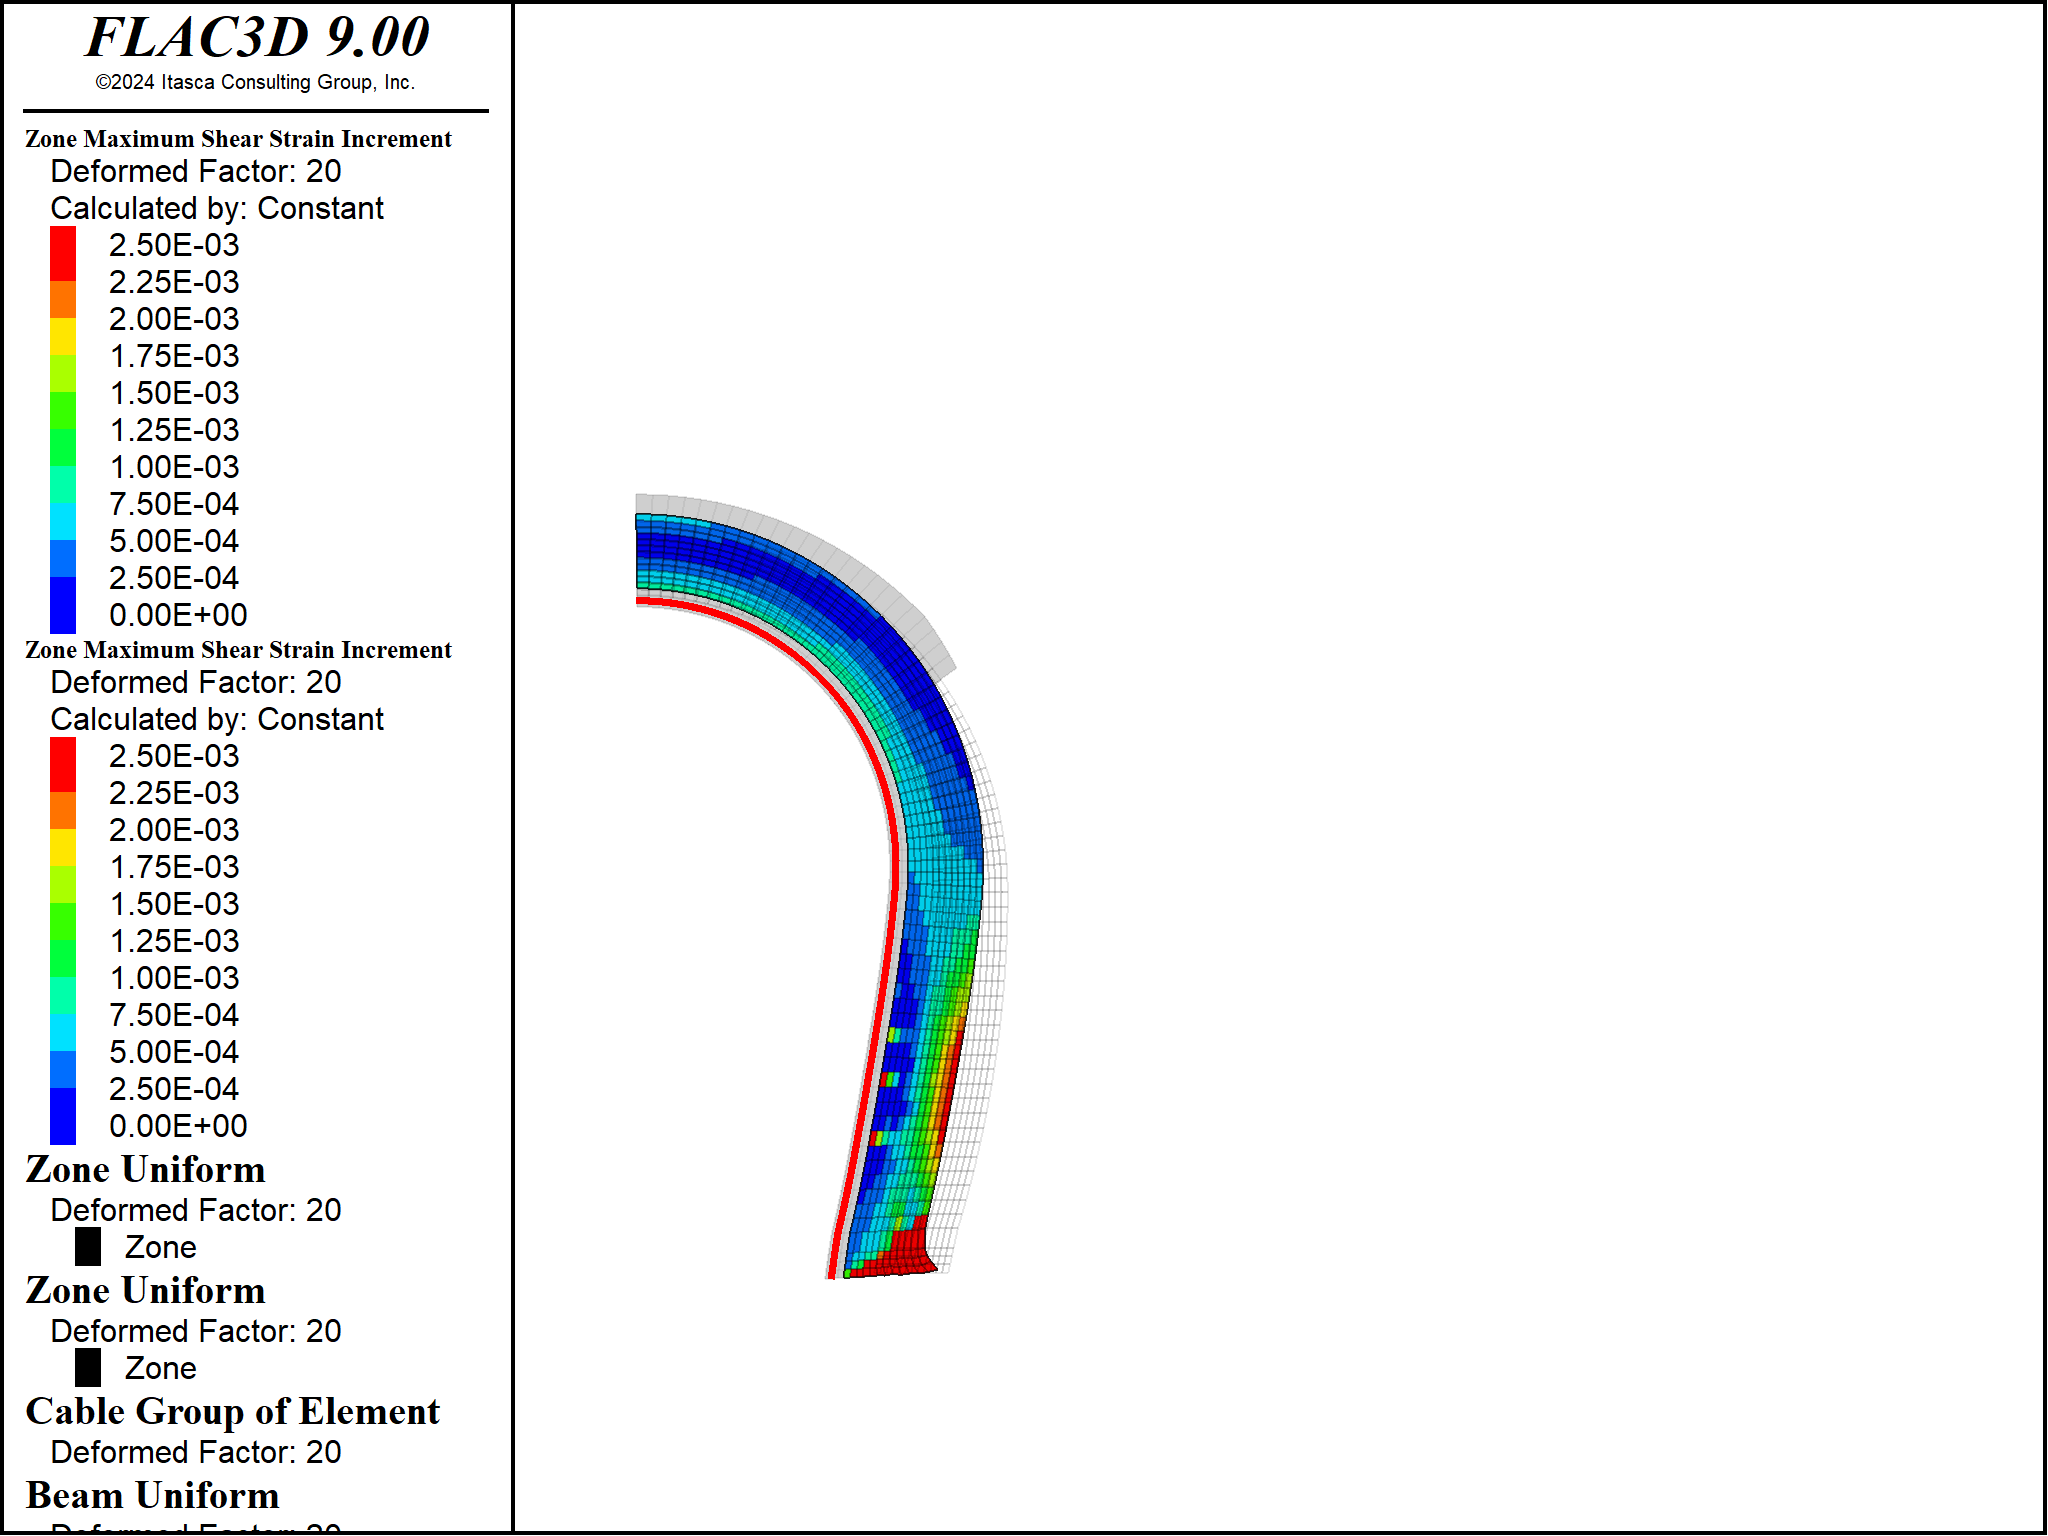 FLAC3D 9.00
©2024 Itasca Consulting Group, Inc.
Zone Maximum Shear Strain Increment
Deformed Factor: 20
Calculated by: Constant
2.50E-03
2.25E-03
2.00E-03
1.75E-03
1.50E-03
1.25E-03
1.00E-03
7.50E-04
5.00E-04
2.50E-04
0.00E+00
Zone Maximum Shear Strain Increment
Deformed Factor: 20
Calculated by: Constant
2.50E-03
2.25E-03
2.00E-03
1.75E-03
1.50E-03
1.25E-03
1.00E-03
7.50E-04
5.00E-04
2.50E-04
0.00E+00
Zone Uniform
Deformed Factor: 20
Zone
Zone Uniform
Deformed Factor: 20
Zone
Cable Group of Element
Deformed Factor: 20
Beam Uniform
Deformed Factor: 20